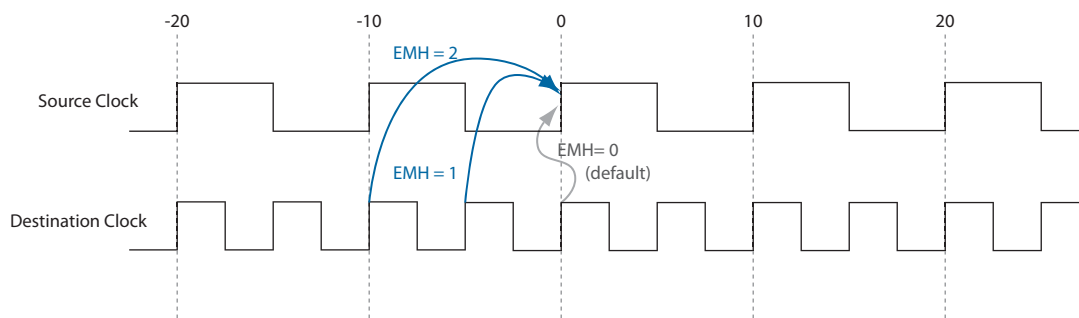 -20 -10 0 10 20
EMH = 2
Source Clock
EMH= 0
(default)
EMH = 1
Destination Clock